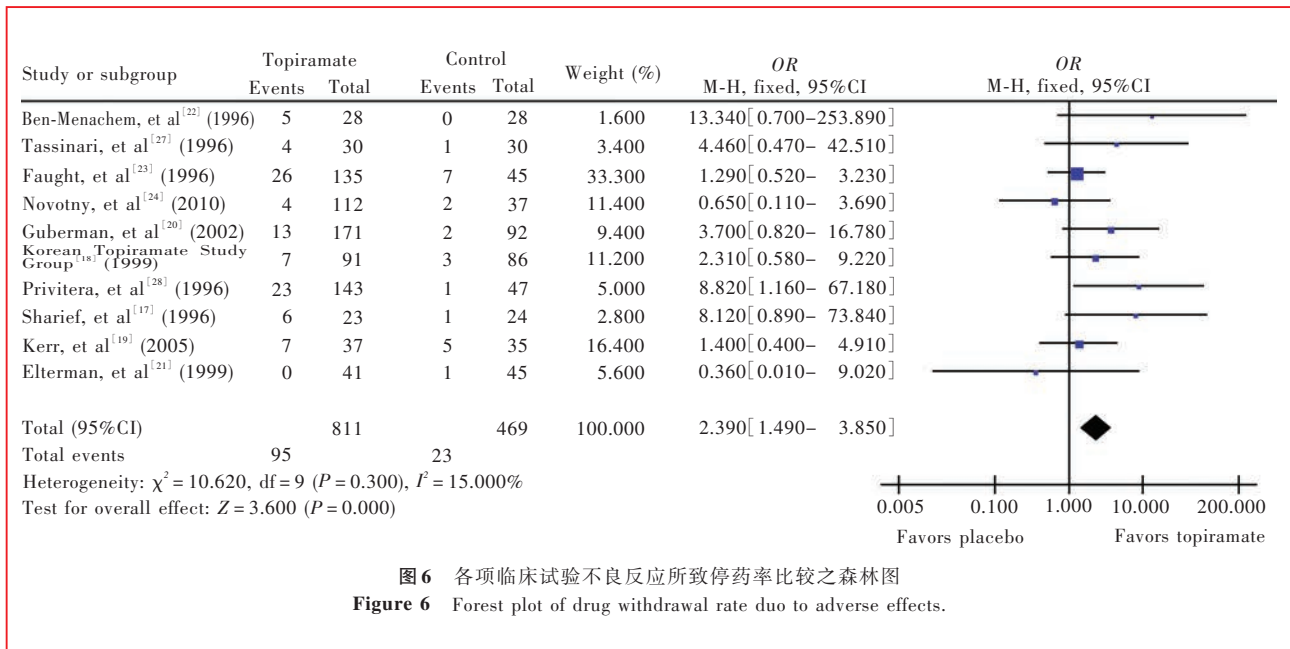 Study or subgroup Topiramate Control Weight (%) OR OR
Events Total Events Total M-H, fixed, 95%CI M-H, fixed, 95%CI
Ben-Menachem, et al[22] (1996) 5 28 0 28 1.600 13.340[0.700-253.890]
Tassinari, et al[27] (1996) 4 30 1 30 3.400 4.460[0.470- 42.510]
Faught, et al[23] (1996) 26 135 7 45 33.300 1.290[0.520- 3.230]
Novotny, et al[24] (2010) 4 112 2 37 11.400 0.650[0.110- 3.690]
Guberman, et al[20] (2002) 13 171 2 92 9.400 3.700[0.820- 16.780]
Korean Topiramate Study
Group[18] (1999) 7 91 3 86 11.200 2.310[0.580- 9.220]
Privitera, et al[28] (1996) 23 143 1 47 5.000 8.820[1.160- 67.180]
Sharief, et al[17] (1996) 6 23 1 24 2.800 8.120[0.890- 73.840]
Kerr, et al[19] (2005) 7 37 5 35 16.400 1.400[0.400- 4.910]
Elterman, et al[21] (1999) 0 41 1 45 5.600 0.360[0.010- 9.020]
Total (95%CI) 811 469 100.000 2.390[1.490- 3.850]
Total events 95 23
Heterogeneity: χ² = 10.620, df = 9 (P = 0.300), I² = 15.000%
Test for overall effect: Z = 3.600 (P = 0.000)
0.005 0.100 1.000 10.000 200.000
Favors placebo Favors topiramate
图6 各项临床试验不良反应所致停药率比较之森林图
Figure 6 Forest plot of drug withdrawal rate duo to adverse effects.